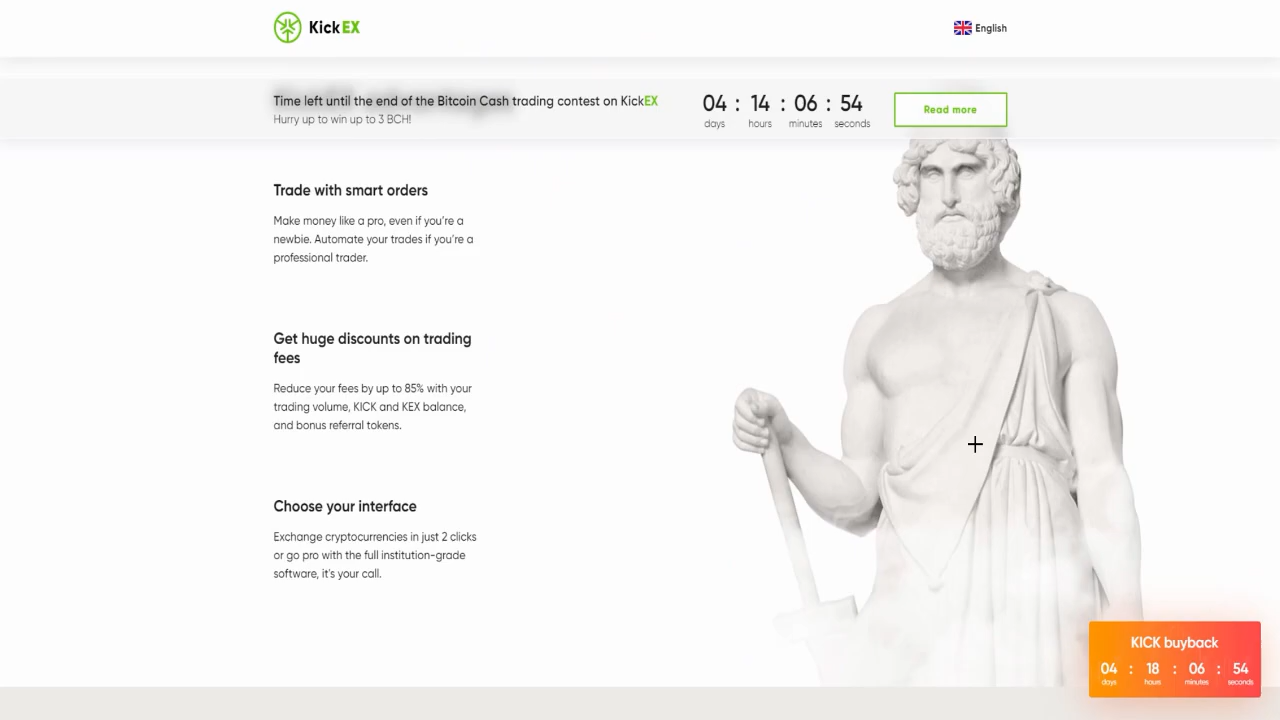 KickEX
English
Time left until the end of the Bitcoin Cash trading contest on KickEX
Hurry up to win up to 3 BCH!
04 : 14 : 06 : 54
days hours minutes seconds
Read more
Trade with smart orders
Make money like a pro, even if you're a
newbie. Automate your trades if you're a
professional trader.
Get huge discounts on trading
fees
Reduce your fees by up to 85% with your
trading volume, KICK and KEX balance,
and bonus referral tokens.
Choose your interface
Exchange cryptocurrencies in just 2 clicks
or go pro with the full institution-grade
software, it's your call.
KICK buyback
04 : 18 : 06 : 54
days hours minutes seconds